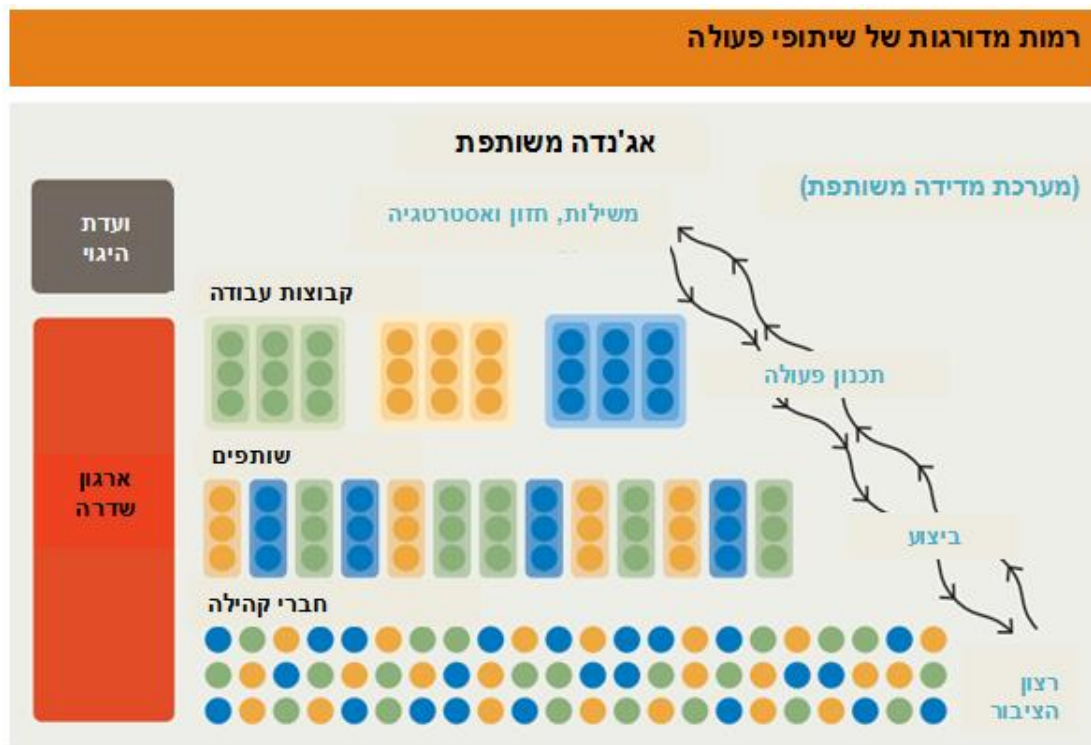 רמות מדורגות של שיתופי פעולה
אג'נדה משותפת
(מערכת מדידה משותפת)
משילות, חזון ואסטרטגיה
ועדת
היגוי
קבוצות עבודה
תכנון פעולה
שותפים
ארגון
שדרה
ביצוע
חברי קהילה
רצון
הציבור